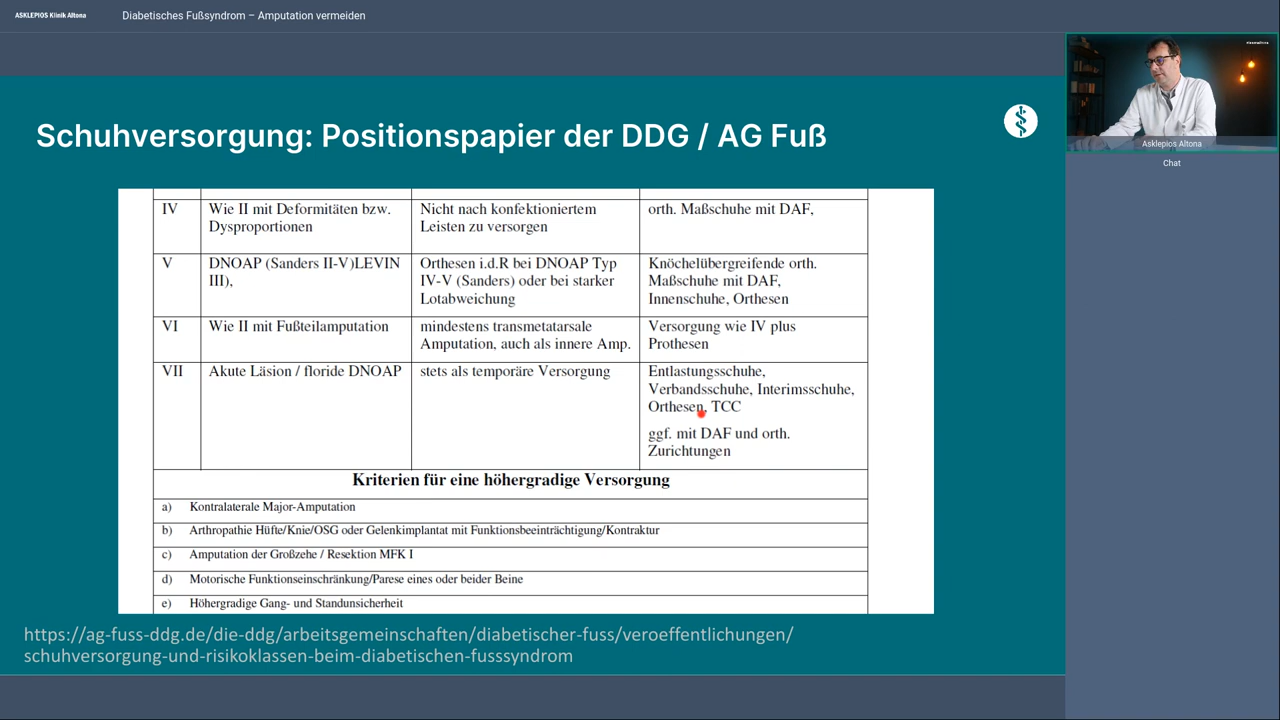 ASKLEPIOS Klinik Altona
Diabetisches Fußsyndrom – Amputation vermeiden
Schuhversorgung: Positionspapier der DDG / AG Fuß
IV
Wie II mit Deformitäten bzw.
Dysproportionen
Nicht nach konfektioniertem
Leisten zu versorgen
orth. Maßschuhe mit DAF,
V
DNOAP (Sanders II-V)LEVIN
III),
Orthesen i.d.R bei DNOAP Typ
IV-V (Sanders) oder bei starker
Lotabweichung
Knöchelübergreifende orth.
Maßschuhe mit DAF,
Innenschuhe, Orthesen
VI
Wie II mit Fußteilamputation
mindestens transmetatarsale
Amputation, auch als innere Amp.
Versorgung wie IV plus
Prothesen
VII
Akute Läsion / floride DNOAP
stets als temporäre Versorgung
Entlastungsschuhe,
Verbandsschuhe, Interimsschuhe,
Orthesen, TCC
ggf. mit DAF und orth.
Zurichtungen
Kriterien für eine höhergradige Versorgung
a) Kontralaterale Major-Amputation
b) Arthropathie Hüfte/Knie/OSG oder Gelenkimplantat mit Funktionsbeeinträchtigung/Kontraktur
c) Amputation der Großzehe / Resektion MFK I
d) Motorische Funktionseinschränkung/Parese eines oder beider Beine
e) Höhergradige Gang- und Standunsicherheit
https://ag-fuss-ddg.de/die-ddg/arbeitsgemeinschaften/diabetischer-fuss/veroeffentlichungen/
schuhversorgung-und-risikoklassen-beim-diabetischen-fusssyndrom
Asklepios Altona
Chat